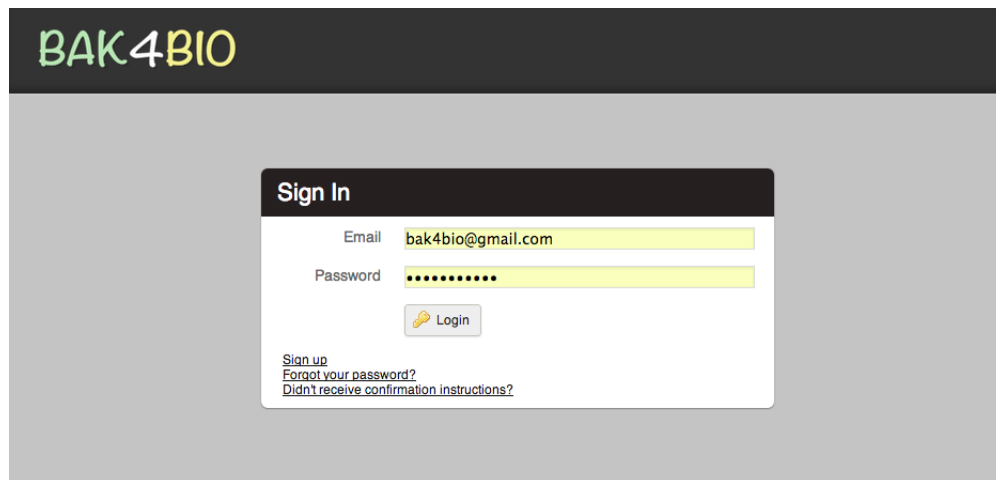 BAK4BIO
Sign In
Email bak4bio@gmail.com
Password •••••••••••
Login
Sign up
Forgot your password?
Didn't receive confirmation instructions?